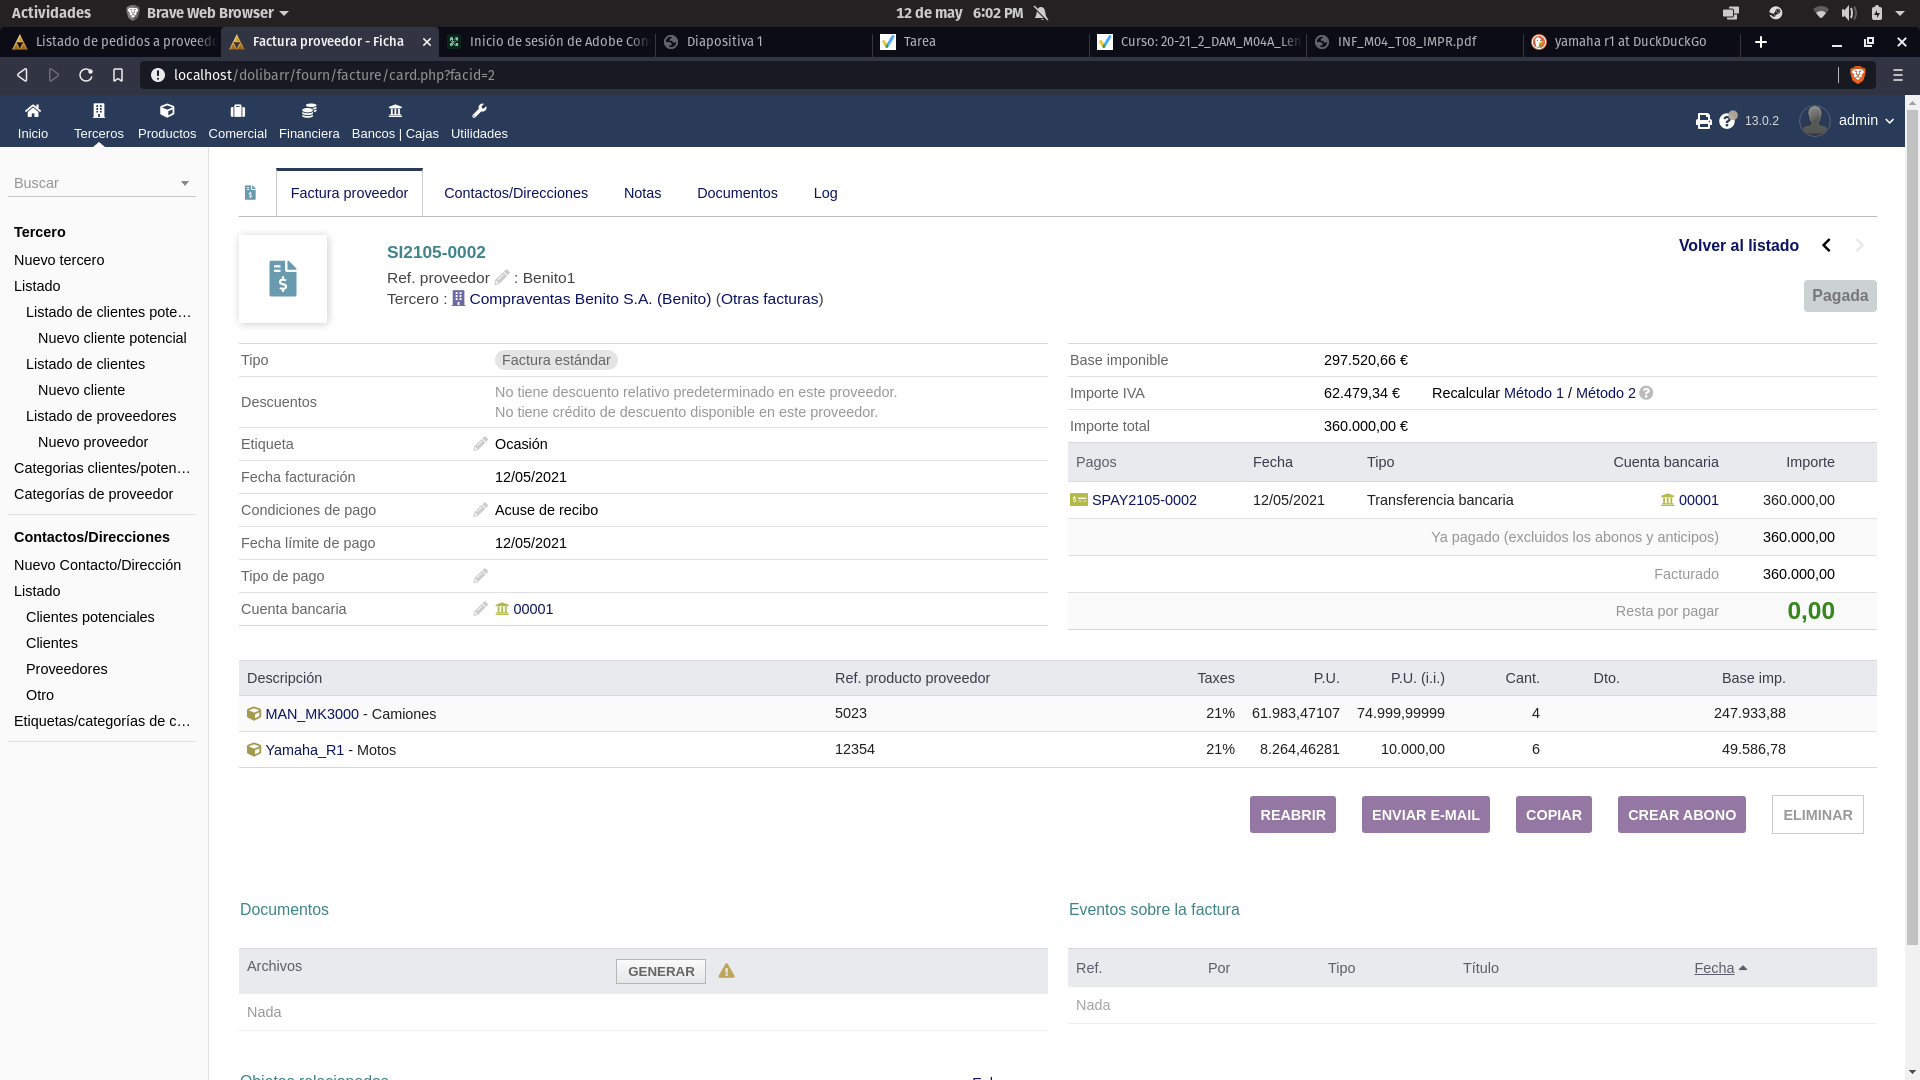 Actividades
Brave Web Browser
12 de may 6:02 PM
Listado de pedidos a proveed
Factura proveedor - Ficha
Inicio de sesión de Adobe Con
Diapositiva 1
Tarea
Curso: 20-21_2_DAM_M04A_Len
INF_M04_T08_IMPR.pdf
yamaha r1 at DuckDuckGo
localhost/dolibarr/fourn/facture/card.php?facid=2
Inicio
Terceros
Productos
Comercial
Financiera
Bancos | Cajas
Utilidades
13.0.2
admin
Buscar
Tercero
Nuevo tercero
Listado
Listado de clientes pote...
Nuevo cliente potencial
Listado de clientes
Nuevo cliente
Listado de proveedores
Nuevo proveedor
Categorias clientes/poten...
Categorías de proveedor
Contactos/Direcciones
Nuevo Contacto/Dirección
Listado
Clientes potenciales
Clientes
Proveedores
Otro
Etiquetas/categorías de c...
Factura proveedor
Contactos/Direcciones
Notas
Documentos
Log
SI2105-0002
Ref. proveedor : Benito1
Tercero : Compraventas Benito S.A. (Benito) (Otras facturas)
Volver al listado
Pagada
Tipo Factura estándar
Descuentos
No tiene descuento relativo predeterminado en este proveedor.
No tiene crédito de descuento disponible en este proveedor.
Etiqueta Ocasión
Fecha facturación 12/05/2021
Condiciones de pago Acuse de recibo
Fecha límite de pago 12/05/2021
Tipo de pago
Cuenta bancaria 00001
Base imponible 297.520,66 €
Importe IVA 62.479,34 € Recalcular Método 1 / Método 2
Importe total 360.000,00 €
Pagos Fecha Tipo Cuenta bancaria Importe
SPAY2105-0002 12/05/2021 Transferencia bancaria 00001 360.000,00
Ya pagado (excluidos los abonos y anticipos) 360.000,00
Facturado 360.000,00
Resta por pagar 0,00
Descripción Ref. producto proveedor Taxes P.U. P.U. (i.i.) Cant. Dto. Base imp.
MAN_MK3000 - Camiones 5023 21% 61.983,47107 74.999,99999 4 247.933,88
Yamaha_R1 - Motos 12354 21% 8.264,46281 10.000,00 6 49.586,78
REABRIR
ENVIAR E-MAIL
COPIAR
CREAR ABONO
ELIMINAR
Documentos
Archivos GENERAR
Nada
Eventos sobre la factura
Ref. Por Tipo Título Fecha
Nada
Objetos relacionados